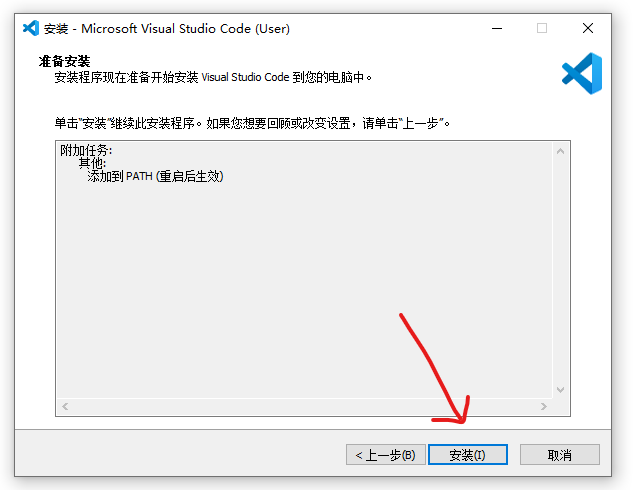 安装 - Microsoft Visual Studio Code (User)
准备安装
安装程序现在准备开始安装 Visual Studio Code 到您的电脑中。
单击“安装”继续此安装程序。如果您想要回顾或改变设置，请单击“上一步”。
附加任务:
其他:
添加到 PATH (重启后生效)
< 上一步(B) 安装(I) 取消